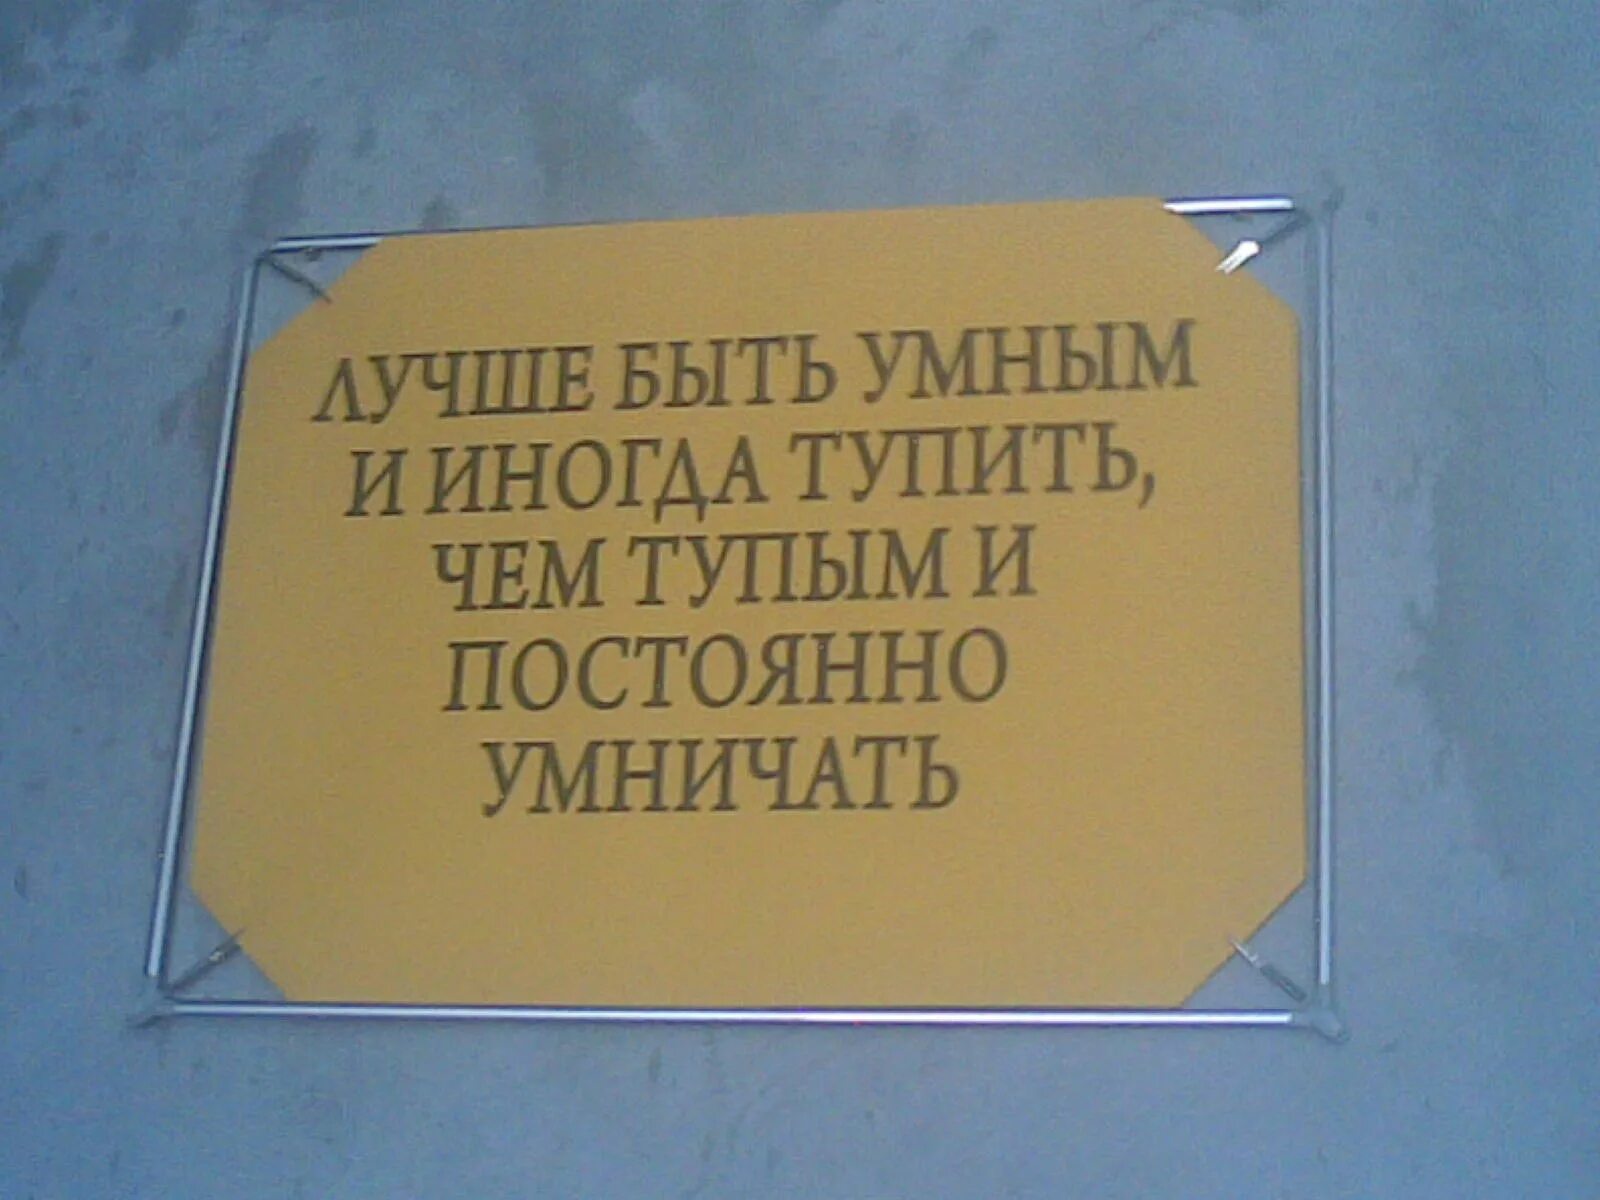 ЛУЧШЕ БЫТЬ УМНЫМ
И ИНОГДА ТУПИТЬ,
ЧЕМ ТУПЫМ И
ПОСТОЯННО
УМНИЧАТЬ